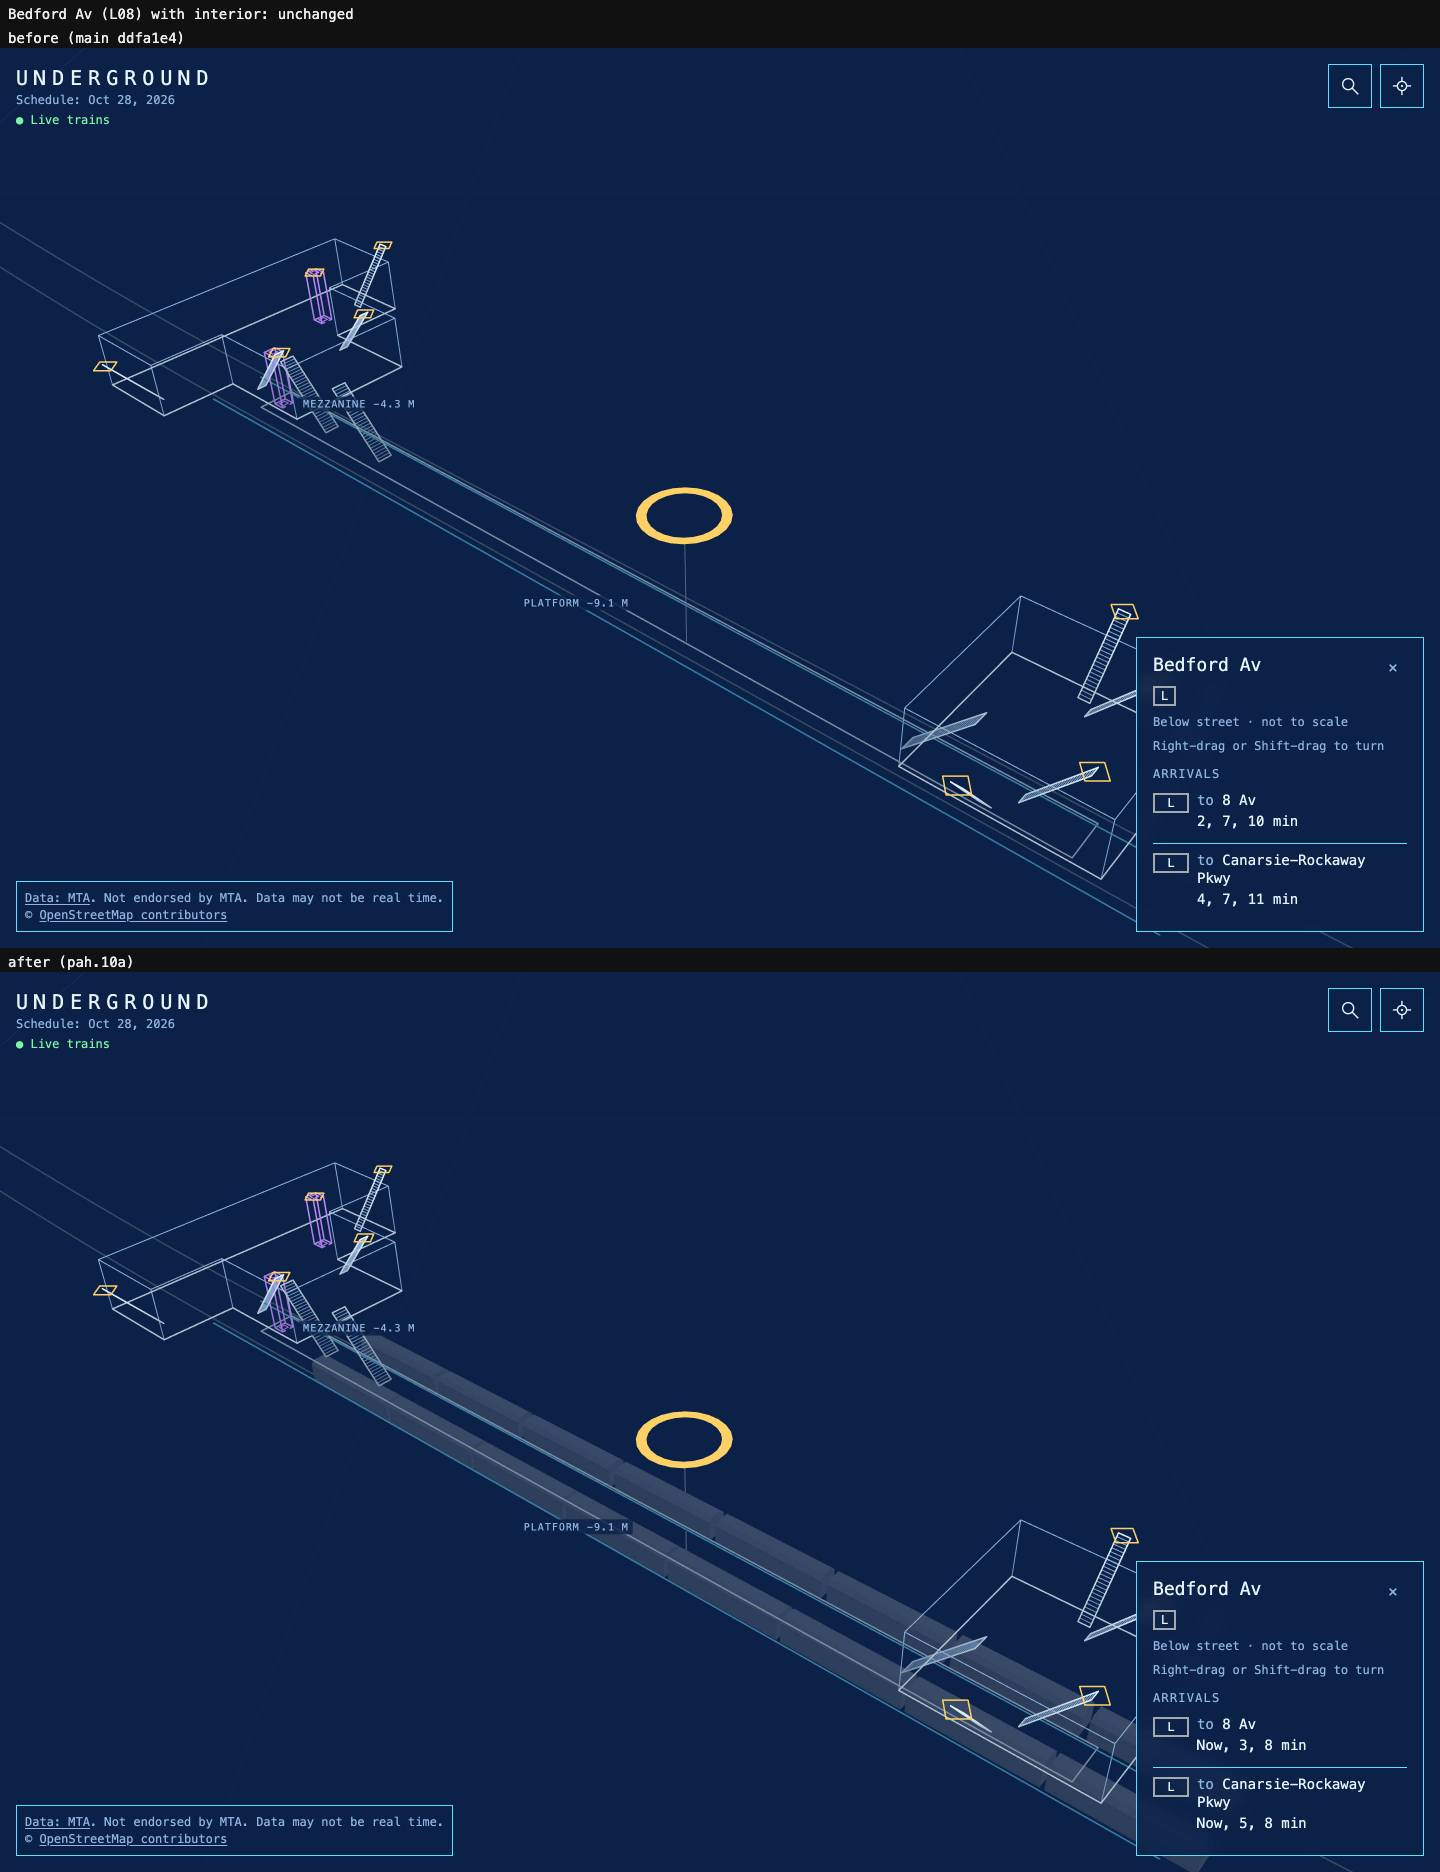 Bedford Av (L08) with interior: unchanged
before (main ddfa1e4)
UNDERGROUND
Schedule: Oct 28, 2026
Live trains
MEZZANINE -4.3 M
PLATFORM -9.1 M
Bedford Av ×
L
Below street · not to scale
Right-drag or Shift-drag to turn
ARRIVALS
L to 8 Av
2, 7, 10 min
L to Canarsie-Rockaway
Pkwy
4, 7, 11 min
Data: MTA. Not endorsed by MTA. Data may not be real time.
© OpenStreetMap contributors
after (pah.10a)
UNDERGROUND
Schedule: Oct 28, 2026
Live trains
MEZZANINE -4.3 M
PLATFORM -9.1 M
Bedford Av ×
L
Below street · not to scale
Right-drag or Shift-drag to turn
ARRIVALS
L to 8 Av
Now, 3, 8 min
L to Canarsie-Rockaway
Pkwy
Now, 5, 8 min
Data: MTA. Not endorsed by MTA. Data may not be real time.
© OpenStreetMap contributors